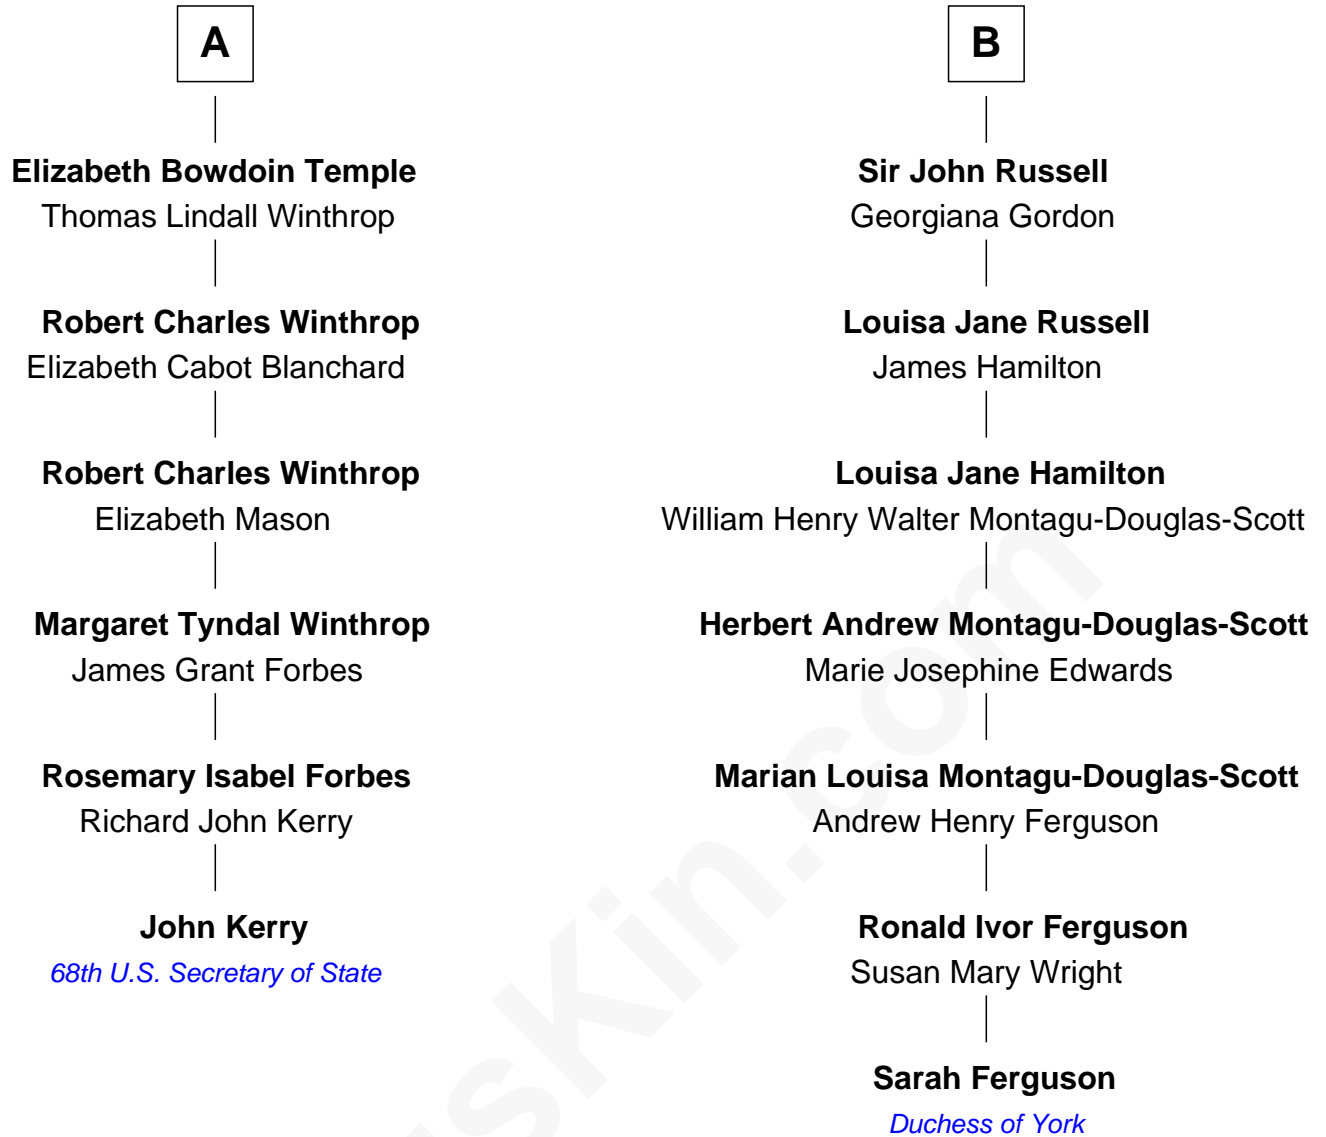 A
Elizabeth Bowdoin Temple
Thomas Lindall Winthrop
Robert Charles Winthrop
Elizabeth Cabot Blanchard
Robert Charles Winthrop
Elizabeth Mason
Margaret Tyndal Winthrop
James Grant Forbes
Rosemary Isabel Forbes
Richard John Kerry
John Kerry
68th U.S. Secretary of State
B
Sir John Russell
Georgiana Gordon
Louisa Jane Russell
James Hamilton
Louisa Jane Hamilton
William Henry Walter Montagu-Douglas-Scott
Herbert Andrew Montagu-Douglas-Scott
Marie Josephine Edwards
Marian Louisa Montagu-Douglas-Scott
Andrew Henry Ferguson
Ronald Ivor Ferguson
Susan Mary Wright
Sarah Ferguson
Duchess of York
usKin.com